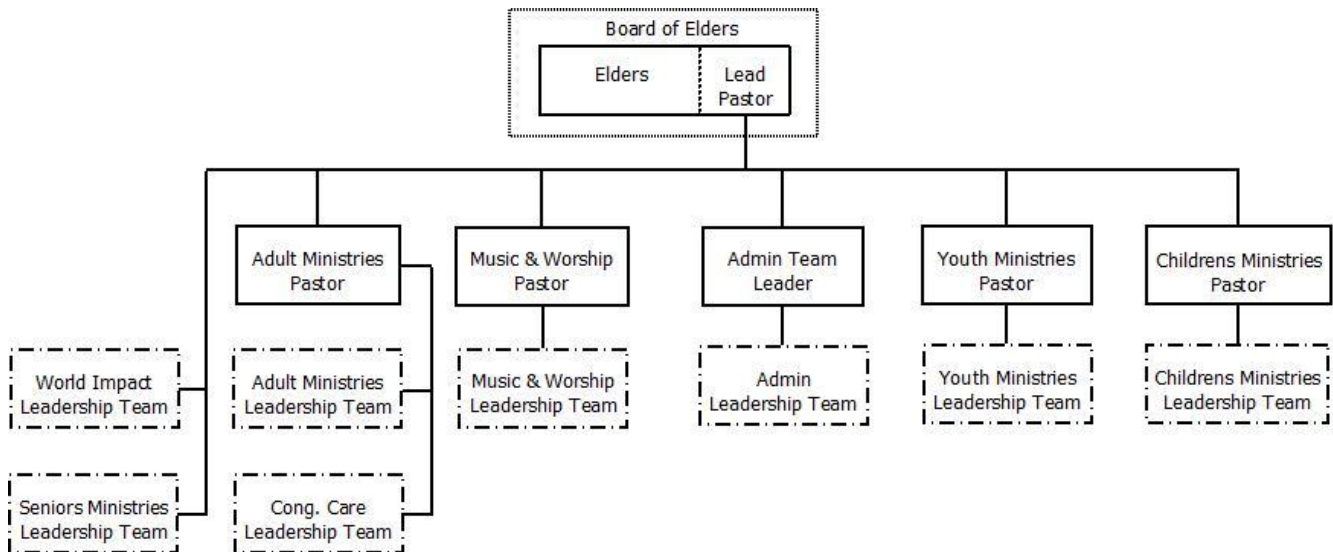 Board of Elders
Elders
Lead
Pastor
Adult Ministries
Pastor
Music & Worship
Pastor
Admin Team
Leader
Youth Ministries
Pastor
Childrens Ministries
Pastor
World Impact
Leadership Team
Adult Ministries
Leadership Team
Music & Worship
Leadership Team
Admin
Leadership Team
Youth Ministries
Leadership Team
Childrens Ministries
Leadership Team
Seniors Ministries
Leadership Team
Cong. Care
Leadership Team